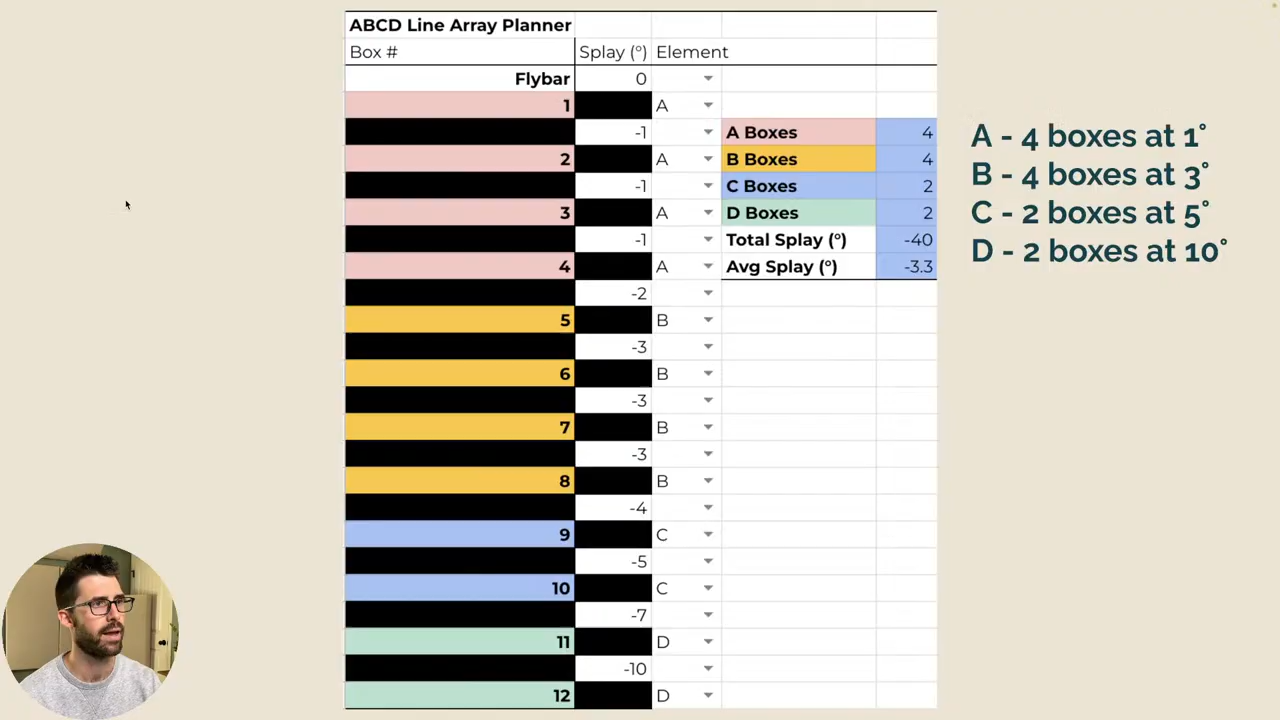 ABCD Line Array Planner
Box # Splay (°) Element
Flybar 0
1 A
-1 A Boxes 4
2 A B Boxes 4
-1 C Boxes 2
3 A D Boxes 2
-1 Total Splay (°) -40
4 A Avg Splay (°) -3.3
-2
5 B
-3
6 B
-3
7 B
-3
8 B
-4
9 C
-5
10 C
-7
11 D
-10
12 D
A - 4 boxes at 1°
B - 4 boxes at 3°
C - 2 boxes at 5°
D - 2 boxes at 10°